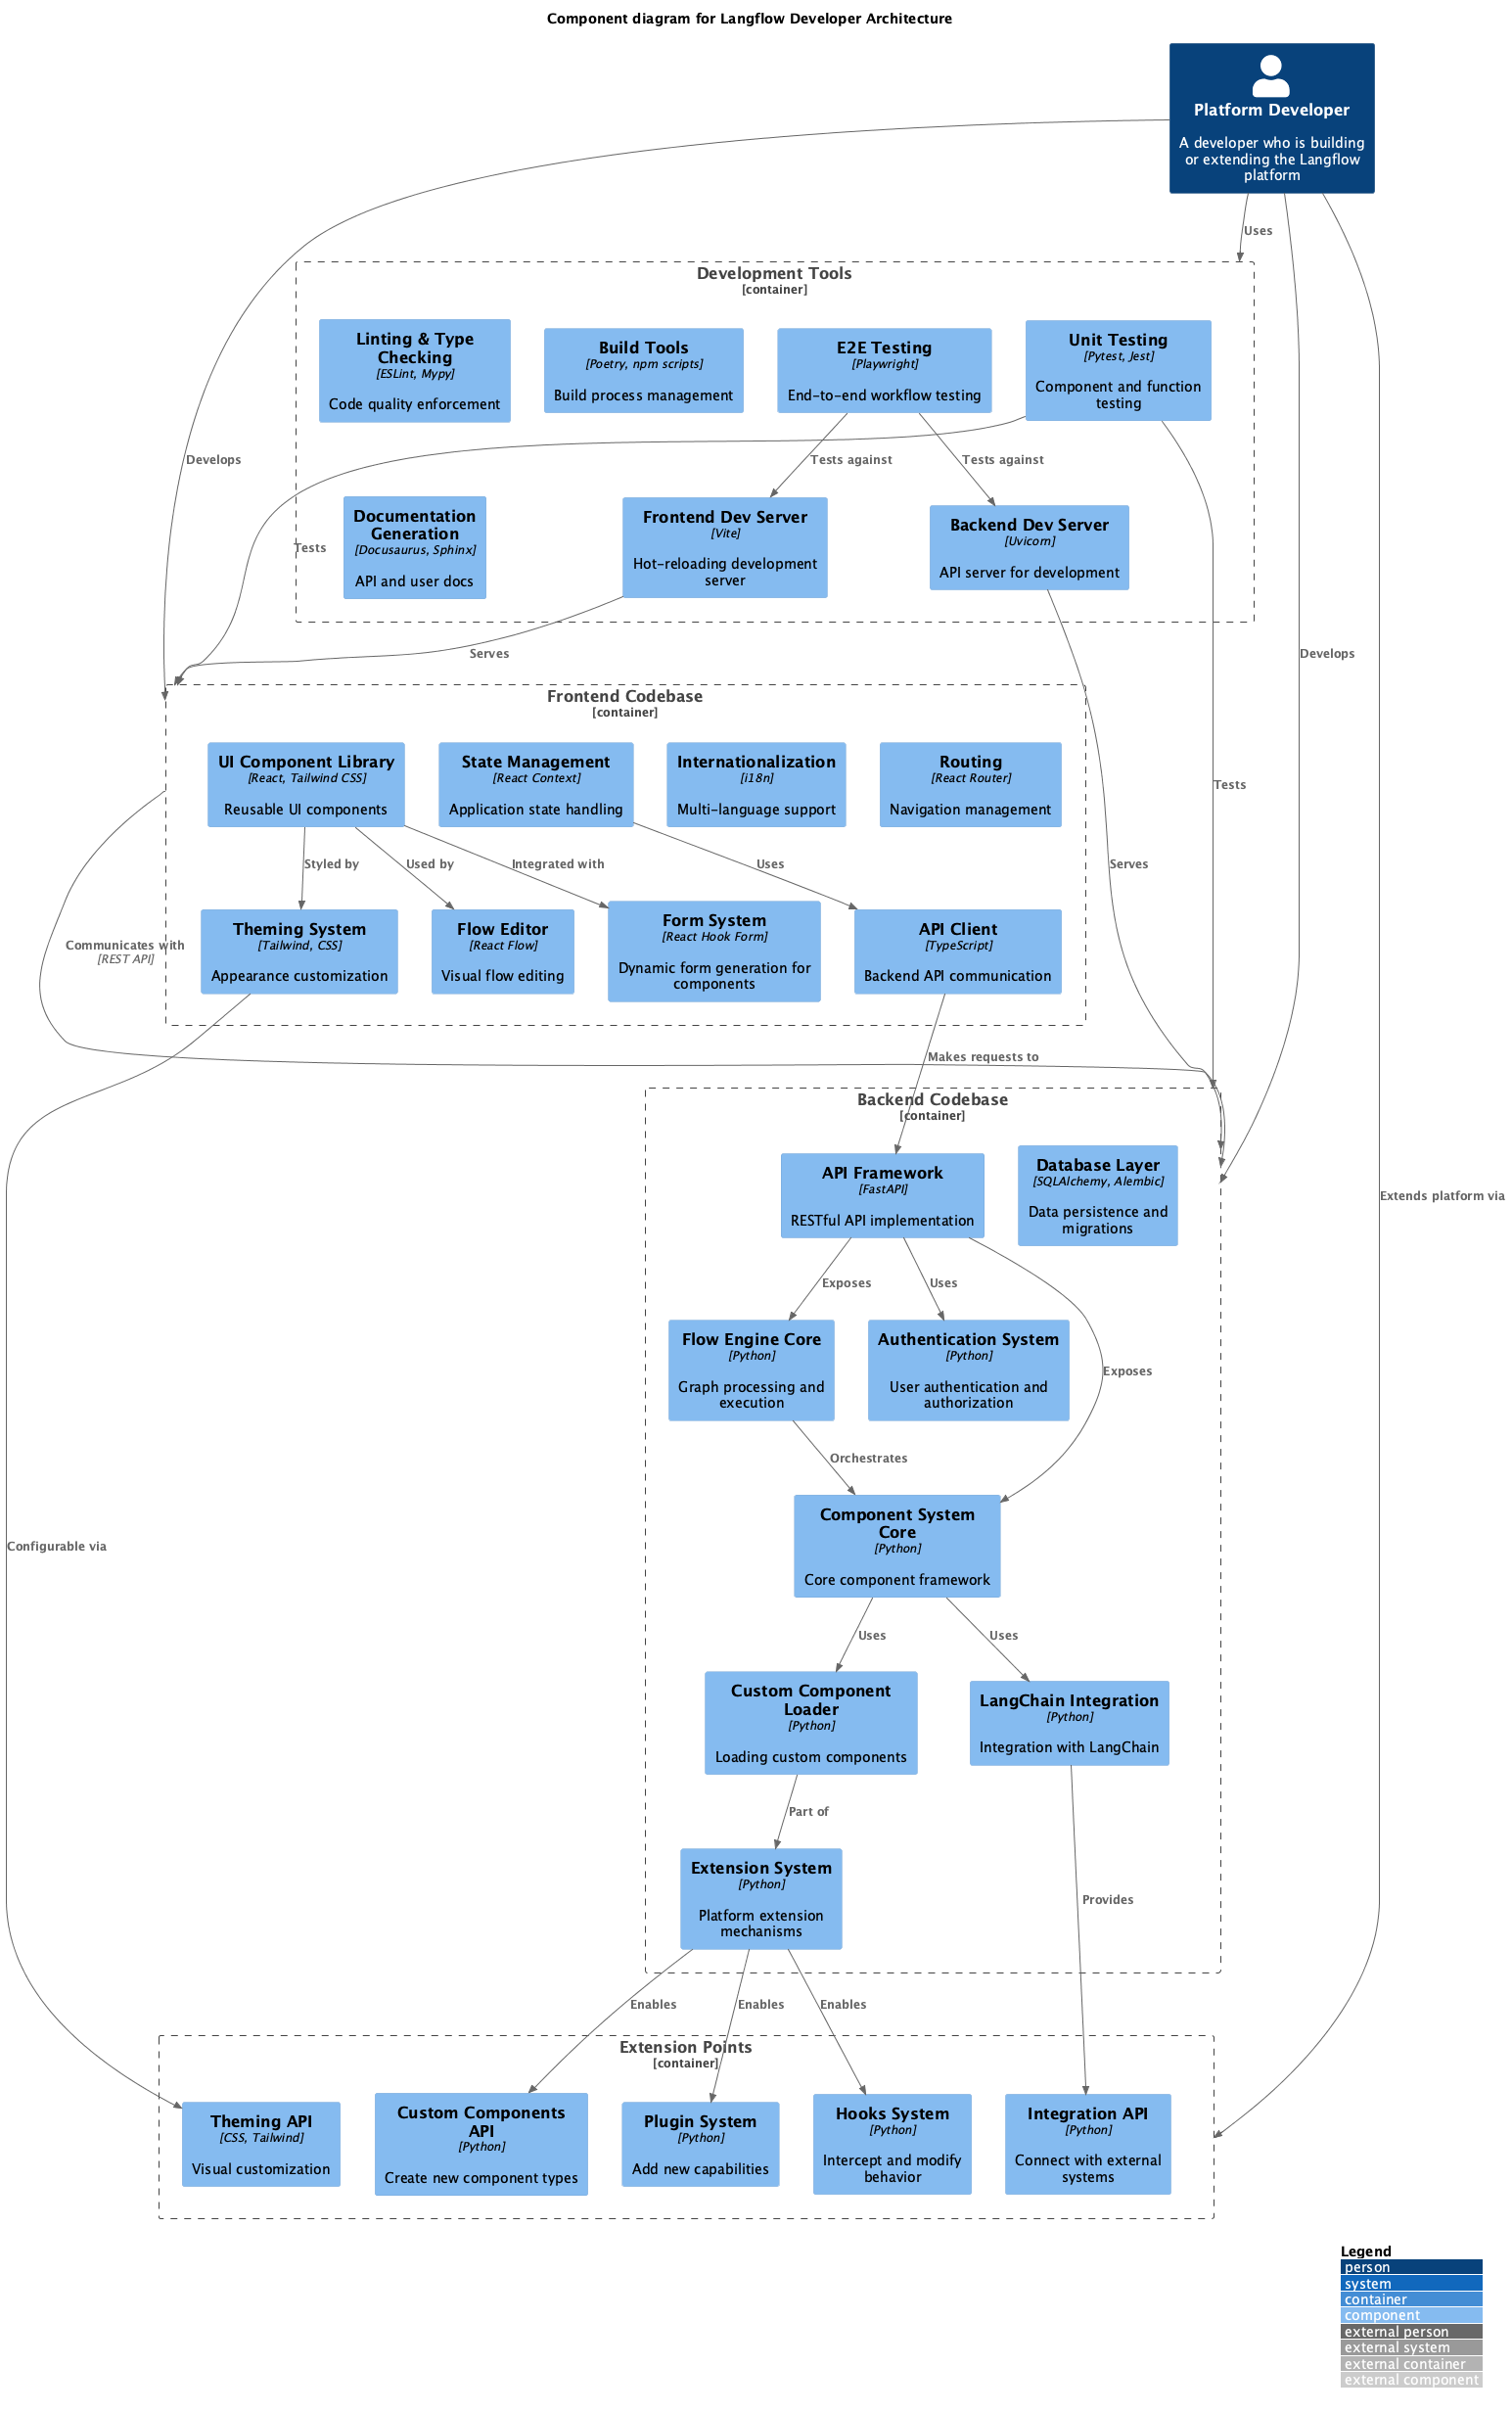 Component diagram for Langflow Developer Architecture
Platform Developer
A developer who is building
or extending the Langflow
platform
Uses
Development Tools
[container]
Linting & Type
Checking
[ESLint, Mypy]
Code quality enforcement
Build Tools
[Poetry, npm scripts]
Build process management
E2E Testing
[Playwright]
End-to-end workflow testing
Unit Testing
[Pytest, Jest]
Component and function
testing
Develops
Tests against
Tests against
Documentation
Generation
[Docusaurus, Sphinx]
API and user docs
Tests
Frontend Dev Server
[Vite]
Hot-reloading development
server
Backend Dev Server
[Uvicorn]
API server for development
Serves
Develops
Frontend Codebase
[container]
UI Component Library
[React, Tailwind CSS]
Reusable UI components
State Management
[React Context]
Application state handling
Internationalization
[i18n]
Multi-language support
Routing
[React Router]
Navigation management
Tests
Styled by
Used by
Integrated with
Uses
Serves
Communicates with
[REST API]
Theming System
[Tailwind, CSS]
Appearance customization
Flow Editor
[React Flow]
Visual flow editing
Form System
[React Hook Form]
Dynamic form generation for
components
API Client
[TypeScript]
Backend API communication
Makes requests to
Backend Codebase
[container]
API Framework
[FastAPI]
RESTful API implementation
Database Layer
[SQLAlchemy, Alembic]
Data persistence and
migrations
Extends platform via
Exposes
Uses
Flow Engine Core
[Python]
Graph processing and
execution
Authentication System
[Python]
User authentication and
authorization
Exposes
Orchestrates
Component System
Core
[Python]
Core component framework
Configurable via
Uses
Uses
Custom Component
Loader
[Python]
Loading custom components
LangChain Integration
[Python]
Integration with LangChain
Part of
Extension System
[Python]
Platform extension
mechanisms
Provides
Enables
Enables
Enables
Extension Points
[container]
Theming API
[CSS, Tailwind]
Visual customization
Custom Components
API
[Python]
Create new component types
Plugin System
[Python]
Add new capabilities
Hooks System
[Python]
Intercept and modify
behavior
Integration API
[Python]
Connect with external
systems
Legend
person
system
container
component
external person
external system
external container
external component